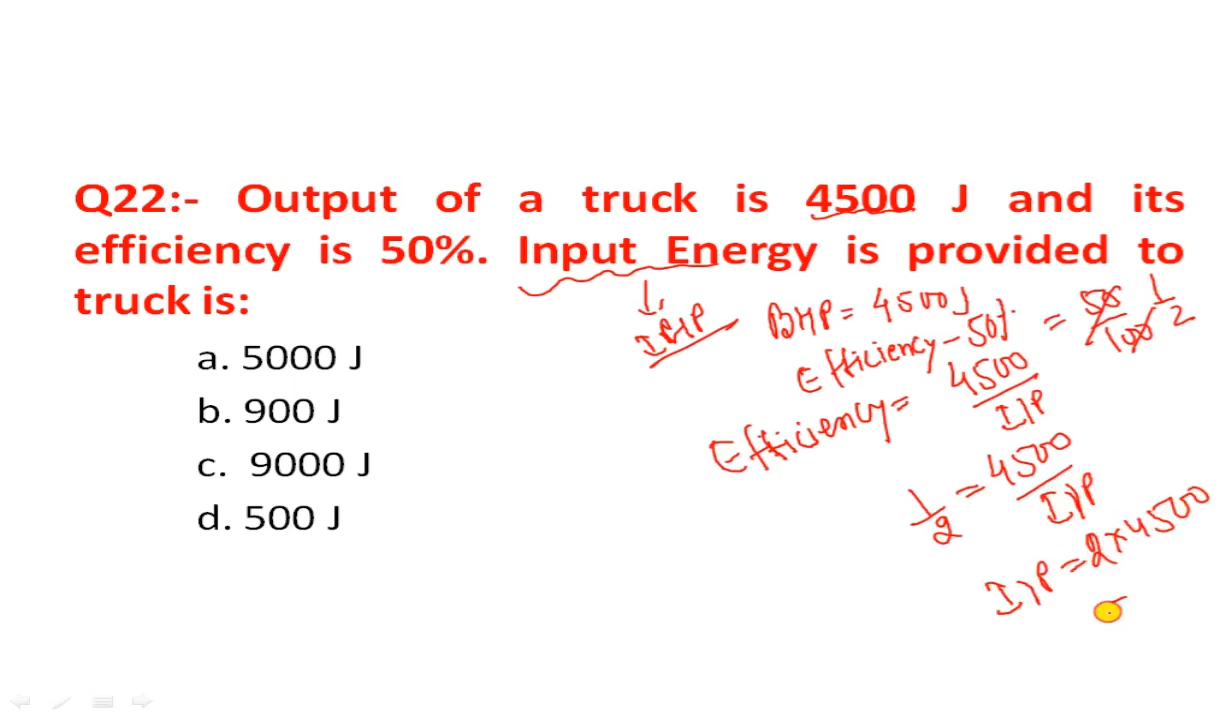 Q22:- Output of a truck is 4500 J and its
efficiency is 50%. Input Energy is provided to
truck is:
a. 5000 J
b. 900 J
c. 9000 J
d. 500 J
BHP = 4500J
Efficiency - 50% = 50/100 1/2
Efficiency = 4500/I/P
1/2 = 4500/I/P
I/P = 2×4500